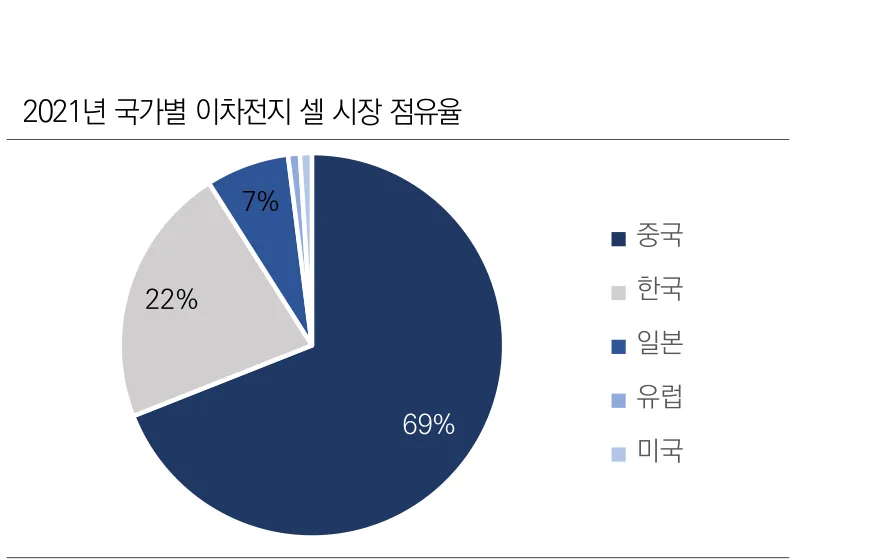 2021년 국가별 이차전지 셀 시장 점유율
7%
22%
69%
중국
한국
일본
유럽
미국